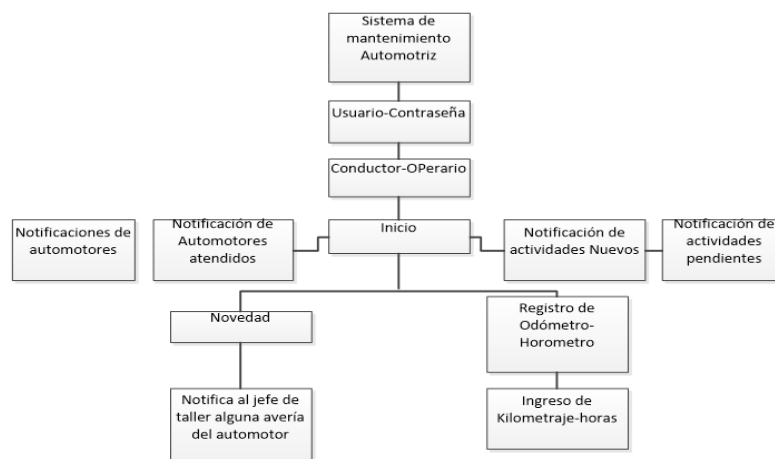 Sistema de
mantenimiento
Automotriz
Usuario-Contraseña
Conductor-OPerario
Notificaciones de
automotores
Notificación de
Automotores
atendidos
Inicio
Notificación de
actividades Nuevos
Notificación de
actividades
pendientes
Novedad
Registro de
Odómetro-
Horometro
Notifica al jefe de
taller alguna avería
del automotor
Ingreso de
Kilometraje-horas